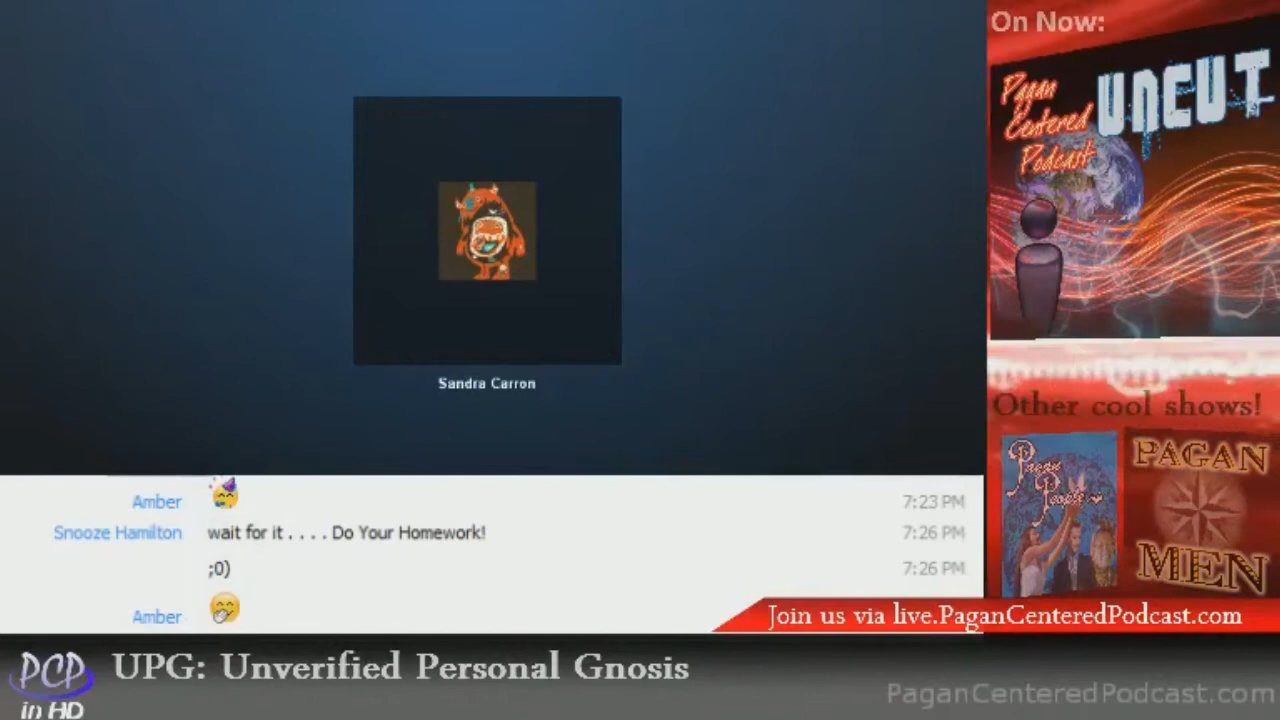 On Now:
Pagan
Centered
Podcast
UNCUT
Sandra Carron
Other cool shows!
Pagan
People
PAGAN
MEN
Amber 7:23 PM
Snooze Hamilton wait for it . . . . Do Your Homework! 7:26 PM
;0) 7:26 PM
Amber
Join us via live.PaganCenteredPodcast.com
PCP
in HD
UPG: Unverified Personal Gnosis
PaganCenteredPodcast.com